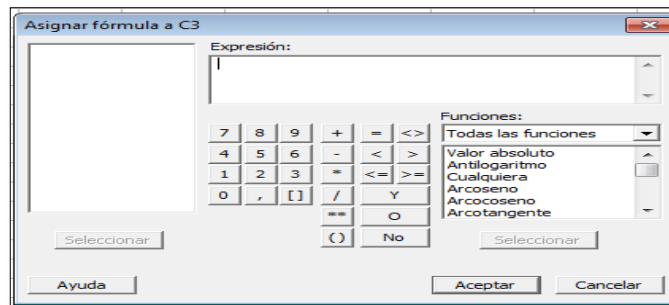 Asignar fórmula a C3
Expresión:
Funciones:
7 8 9 + = <> Todas las funciones
4 5 6 - < > Valor absoluto
Antilogaritmo
1 2 3 * <= >= Cualquiera
0 , [] / Y Arcoseno
Arcocoseno
** O Arcotangente
Seleccionar () No Seleccionar
Ayuda Aceptar Cancelar